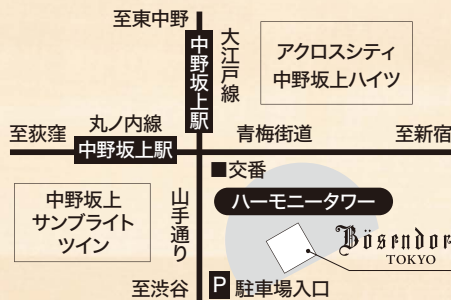 至東中野
大江戸線
中野坂上駅
アクロスシティ
中野坂上ハイツ
丸ノ内線
至荻窪
中野坂上駅
青梅街道
至新宿
■交番
ハーモニータワー
中野坂上
サンブライト
ツイン
山手通り
Bösendor
TOKYO
至渋谷
P 駐車場入口